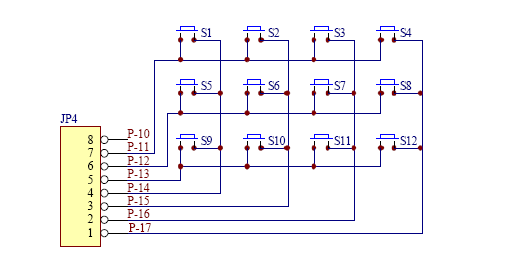 S1 S2 S3 S4
S5 S6 S7 S8
JP4
S9 S10 S11 S12
8 P-10
7 P-11
6 P-12
5 P-13
4 P-14
3 P-15
2 P-16
1 P-17